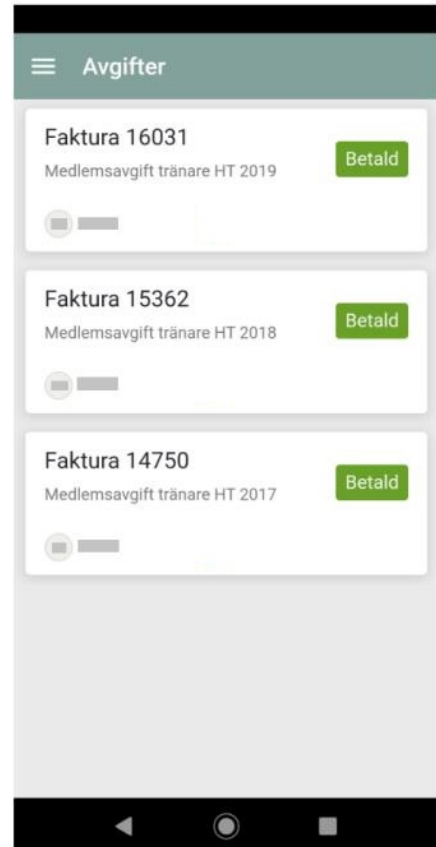 Avgifter
Faktura 16031
Betald
Medlemsavgift tränare HT 2019
Faktura 15362
Betald
Medlemsavgift tränare HT 2018
Faktura 14750
Betald
Medlemsavgift tränare HT 2017